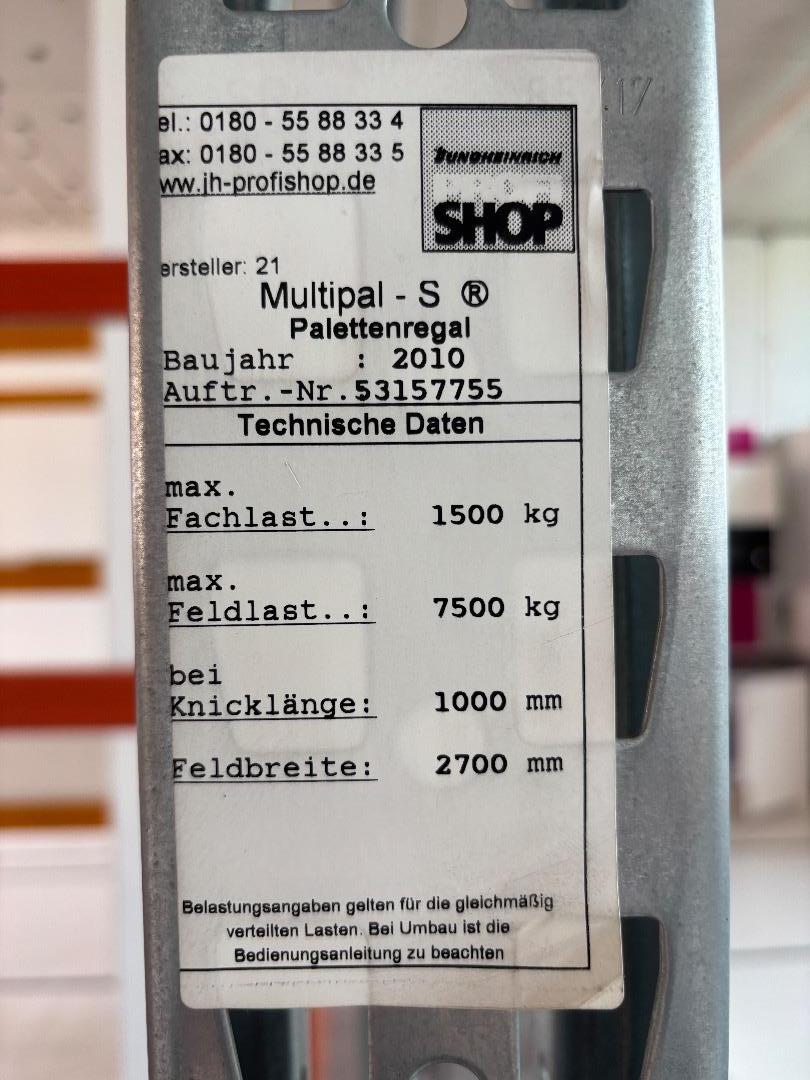 el.: 0180 - 55 88 33 4
ax: 0180 - 55 88 33 5
ww.jh-profishop.de
JUNGHEINRICH
SHOP
ersteller: 21
Multipal - S ®
Palettenregal
Baujahr : 2010
Auftr.-Nr.53157755
Technische Daten
max.
Fachlast..: 1500 kg
max.
Feldlast..: 7500 kg
bei
Knicklänge: 1000 mm
Feldbreite: 2700 mm
Belastungsangaben gelten für die gleichmäßig
verteilten Lasten. Bei Umbau ist die
Bedienungsanleitung zu beachten